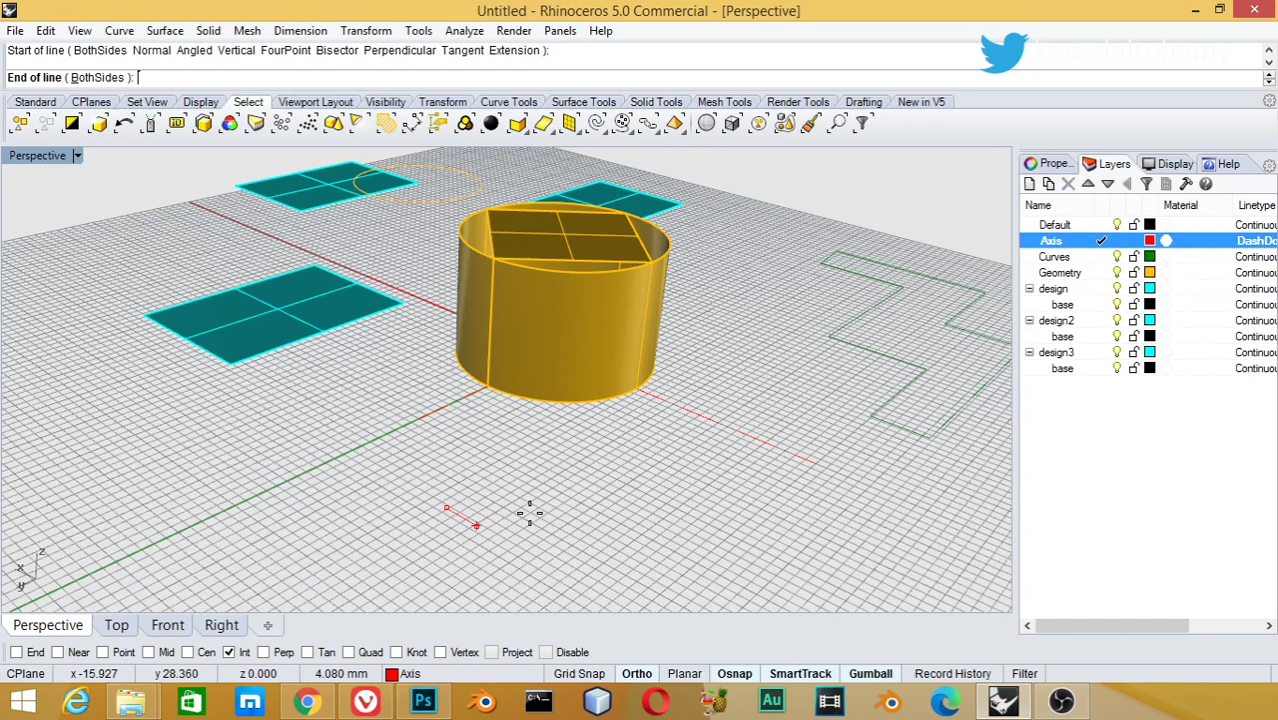 Untitled - Rhinoceros 5.0 Commercial - [Perspective]
File Edit View Curve Surface Solid Mesh Dimension Transform Tools Analyze Render Panels Help
Start of line ( BothSides Normal Angled Vertical FourPoint Bisector Perpendicular Tangent Extension ):
kamelaltohamy
End of line ( BothSides ):
Standard CPlanes Set View Display Select Viewport Layout Visibility Transform Curve Tools Surface Tools Solid Tools Mesh Tools Render Tools Drafting New in V5
Perspective
Prope... Layers Display Help
Name Material Linetype
Default Continuou
Axis DashDo
Curves Continuou
Geometry Continuou
design Continuou
base Continuou
design2 Continuou
base Continuou
design3 Continuou
base Continuou
z
x
y
Perspective Top Front Right
End Near Point Mid Cen Int Perp Tan Quad Knot Vertex Project Disable
CPlane x -15.927 y 28.360 z 0.000 4.080 mm Axis Grid Snap Ortho Planar Osnap SmartTrack Gumball Record History Filter
Ps Au